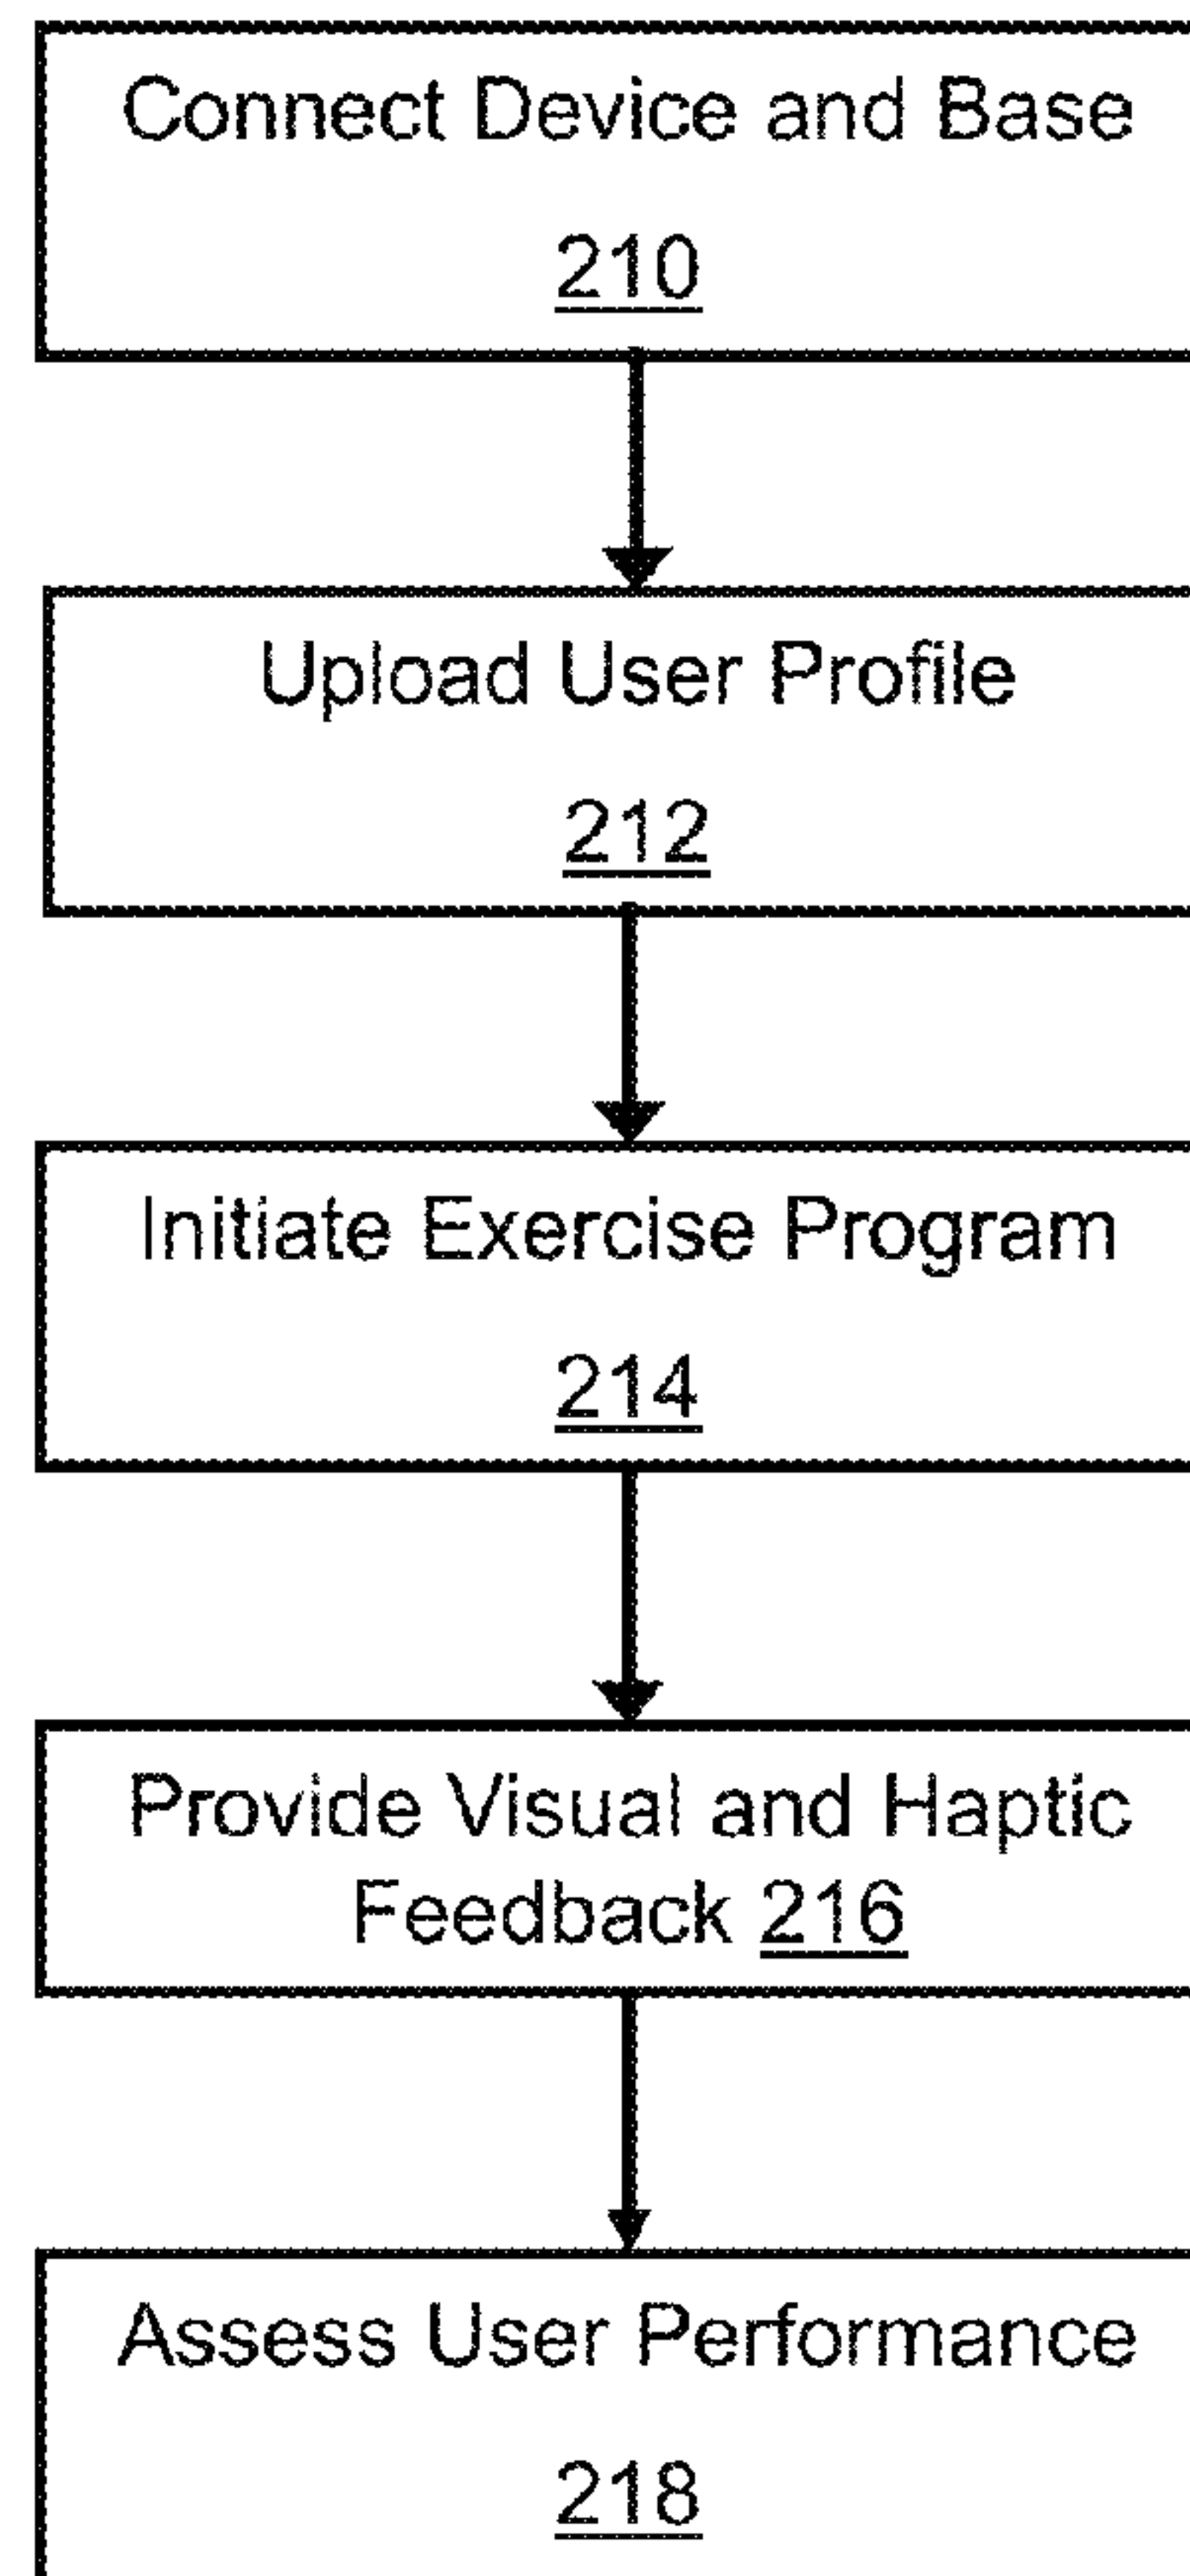 Connect Device and Base
210
Upload User Profile
212
Initiate Exercise Program
214
Provide Visual and Haptic
Feedback 216
Assess User Performance
218